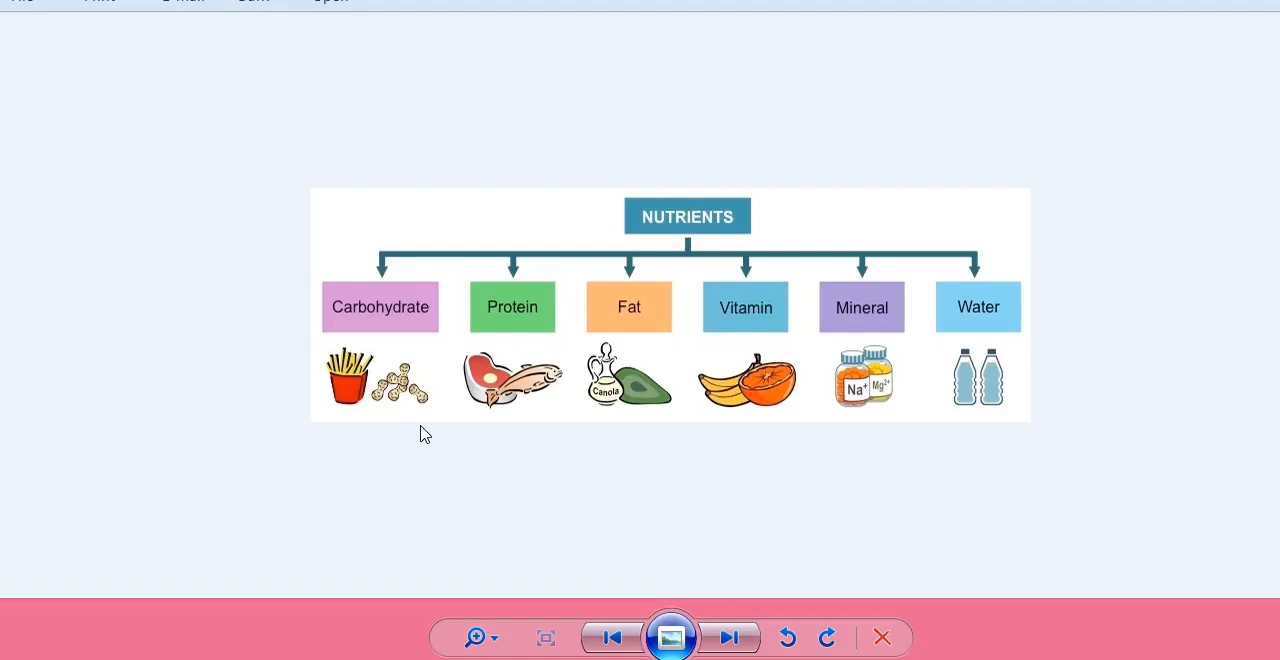 NUTRIENTS
Carbohydrate Protein Fat Vitamin Mineral Water
Canola Na+ Mg2+